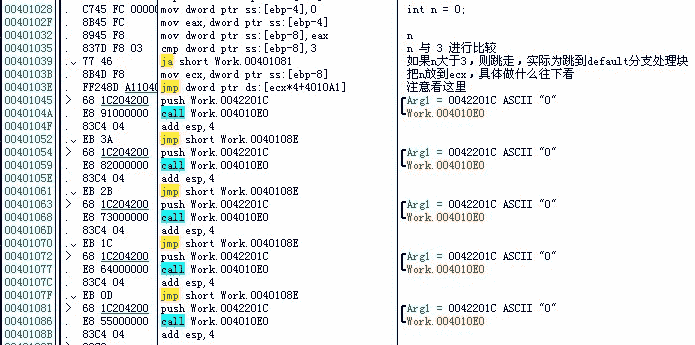 00401028 . C745 FC 00000 mov dword ptr ss:[ebp-4],0 int n = 0;
0040102F . 8B45 FC mov eax,dword ptr ss:[ebp-4]
00401032 . 8945 F8 mov dword ptr ss:[ebp-8],eax n
00401035 . 837D F8 03 cmp dword ptr ss:[ebp-8],3 n 与 3 进行比较
00401039 . 77 46 ja short Work.00401081 如果n大于3，则跳走，实际为跳到default分支处理块
0040103B . 8B4D F8 mov ecx,dword ptr ss:[ebp-8] 把n放到ecx，具体做什么往下看
0040103E . FF248D A11040 jmp dword ptr ds:[ecx*4+4010A1] 注意看这里
00401045 > 68 1C204200 push Work.0042201C Arg1 = 0042201C ASCII "0"
0040104A . E8 91000000 call Work.004010E0 Work.004010E0
0040104F . 83C4 04 add esp,4
00401052 . EB 3A jmp short Work.0040108E
00401054 > 68 1C204200 push Work.0042201C Arg1 = 0042201C ASCII "0"
00401059 . E8 82000000 call Work.004010E0 Work.004010E0
0040105E . 83C4 04 add esp,4
00401061 . EB 2B jmp short Work.0040108E
00401063 > 68 1C204200 push Work.0042201C Arg1 = 0042201C ASCII "0"
00401068 . E8 73000000 call Work.004010E0 Work.004010E0
0040106D . 83C4 04 add esp,4
00401070 . EB 1C jmp short Work.0040108E
00401072 > 68 1C204200 push Work.0042201C Arg1 = 0042201C ASCII "0"
00401077 . E8 64000000 call Work.004010E0 Work.004010E0
0040107C . 83C4 04 add esp,4
0040107F . EB 0D jmp short Work.0040108E
00401081 > 68 1C204200 push Work.0042201C Arg1 = 0042201C ASCII "0"
00401086 . E8 55000000 call Work.004010E0 Work.004010E0
0040108B . 83C4 04 add esp,4